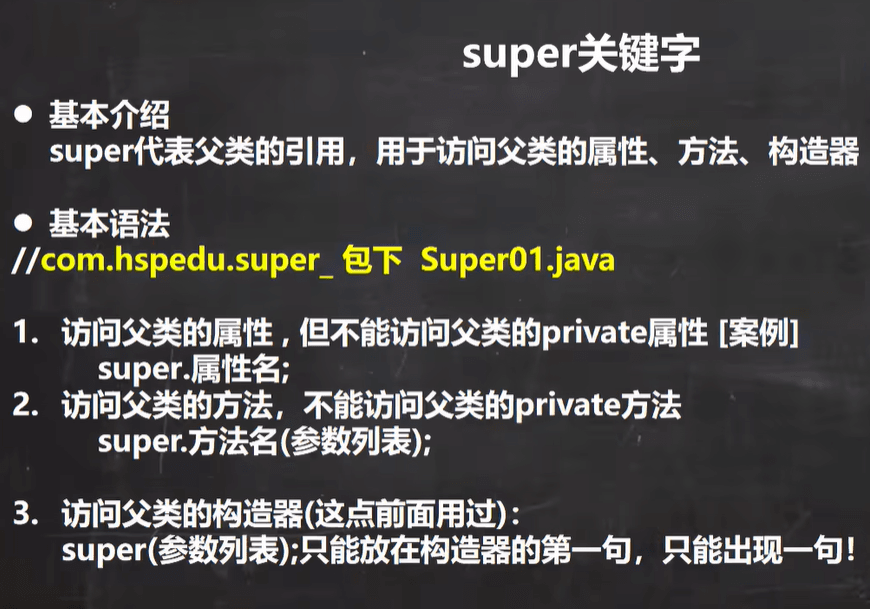 super关键字
● 基本介绍
super代表父类的引用，用于访问父类的属性、方法、构造器
● 基本语法
//com.hspedu.super_ 包下 Super01.java
1. 访问父类的属性 , 但不能访问父类的private属性 [案例]
super.属性名;
2. 访问父类的方法，不能访问父类的private方法
super.方法名(参数列表);
3. 访问父类的构造器(这点前面用过)：
super(参数列表);只能放在构造器的第一句，只能出现一句!